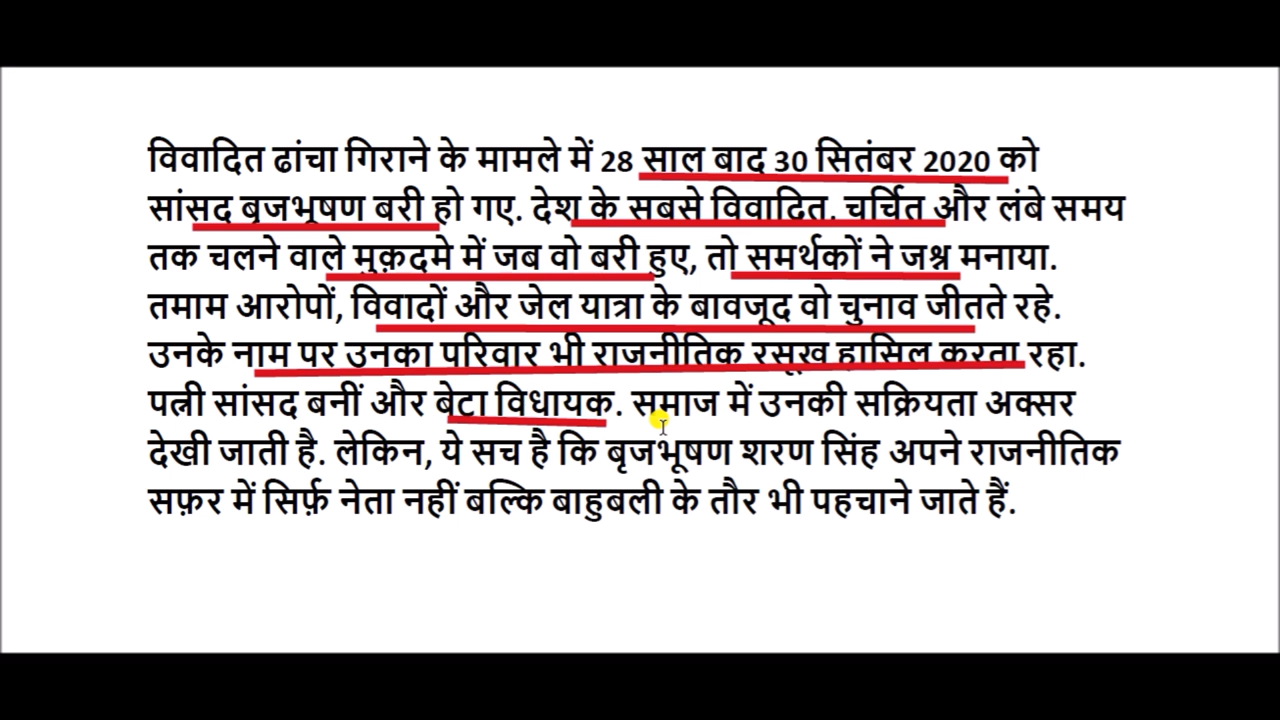 विवादित ढांचा गिराने के मामले में 28 साल बाद 30 सितंबर 2020 को
सांसद बृजभूषण बरी हो गए. देश के सबसे विवादित, चर्चित और लंबे समय
तक चलने वाले मुक़दमे में जब वो बरी हुए, तो समर्थकों ने जश्न मनाया.
तमाम आरोपों, विवादों और जेल यात्रा के बावजूद वो चुनाव जीतते रहे.
उनके नाम पर उनका परिवार भी राजनीतिक रसूख हासिल करता रहा.
पत्नी सांसद बनीं और बेटा विधायक. समाज में उनकी सक्रियता अक्सर
देखी जाती है. लेकिन, ये सच है कि बृजभूषण शरण सिंह अपने राजनीतिक
सफ़र में सिर्फ़ नेता नहीं बल्कि बाहुबली के तौर भी पहचाने जाते हैं.